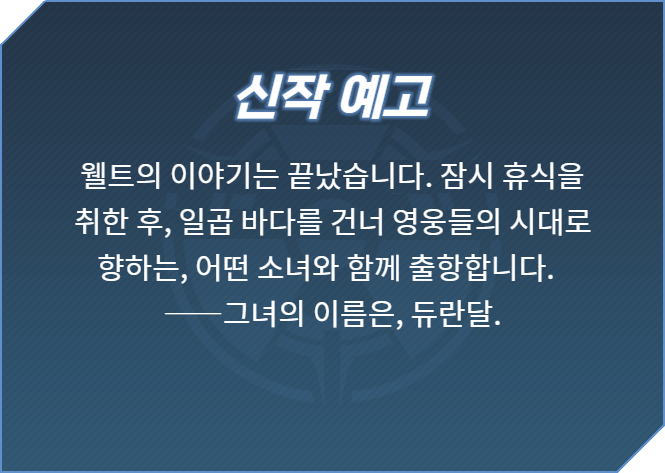 신작 예고
웰트의 이야기는 끝났습니다. 잠시 휴식을
취한 후, 일곱 바다를 건너 영웅들의 시대로
향하는, 어떤 소녀와 함께 출항합니다.
——그녀의 이름은, 듀란달.